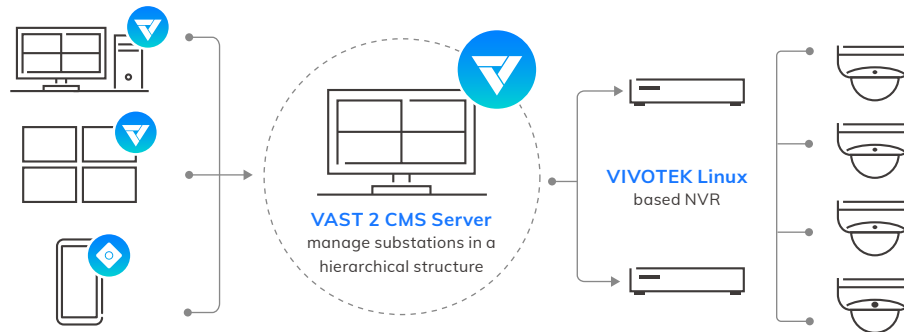 VAST 2 CMS Server
manage substations in a
hierarchical structure
VIVOTEK Linux
based NVR